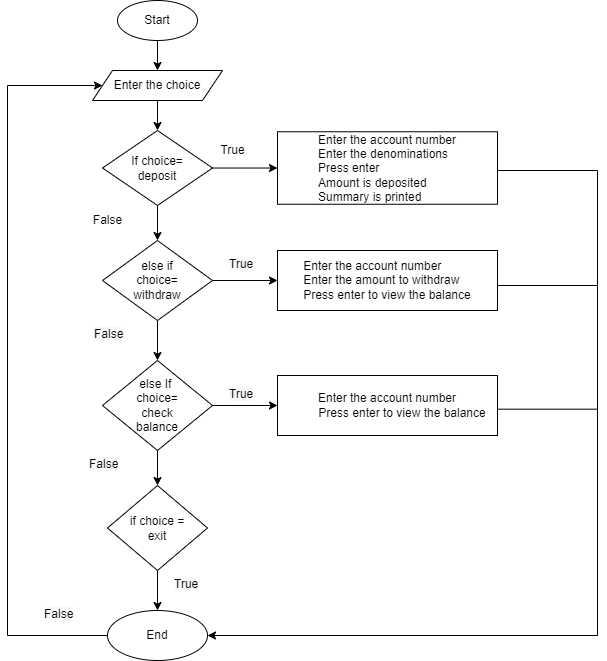 Start
Enter the choice
If choice=
deposit
True
Enter the account number
Enter the denominations
Press enter
Amount is deposited
Summary is printed
False
else if
choice=
withdraw
True
Enter the account number
Enter the amount to withdraw
Press enter to view the balance
False
else If
choice=
check
balance
True
Enter the account number
Press enter to view the balance
False
if choice =
exit
True
False
End